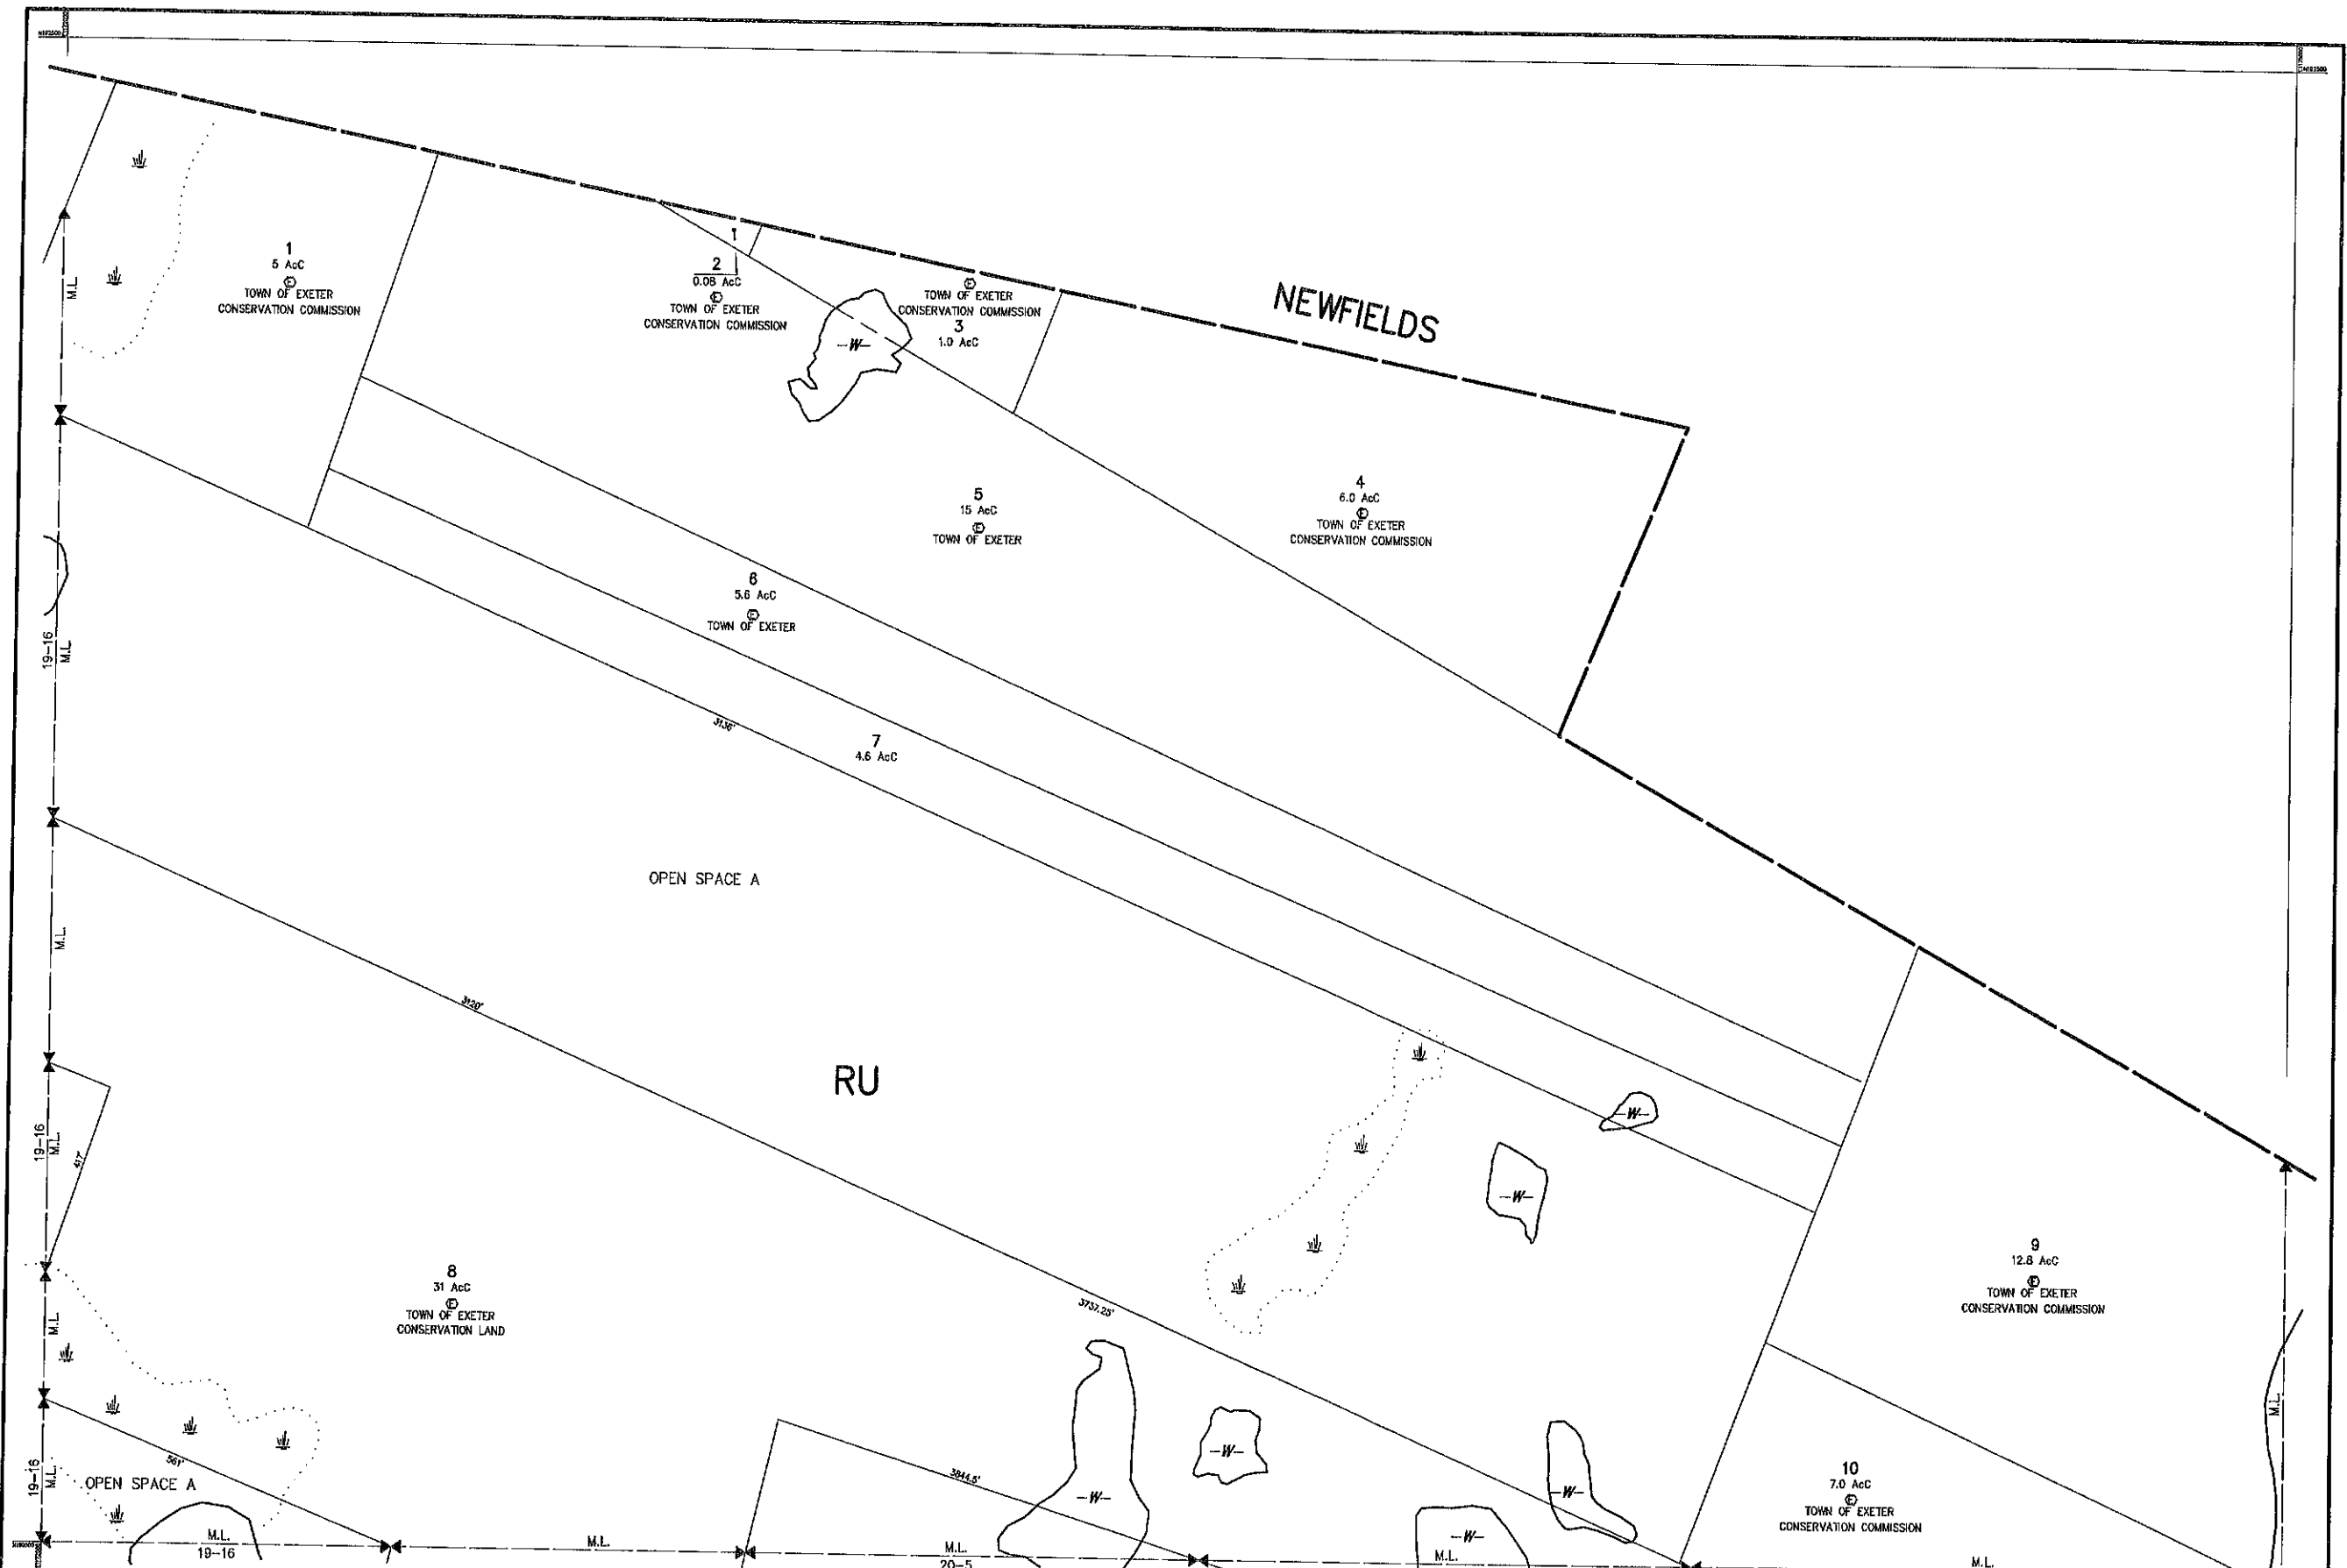 1
5 AcC
E
TOWN OF EXETER
CONSERVATION COMMISSION
2
0.08 AcC
E
TOWN OF EXETER
CONSERVATION COMMISSION
E
TOWN OF EXETER
CONSERVATION COMMISSION
3
1.0 AcC
NEWFIELDS
M.L.
-W-
4
6.0 AcC
E
TOWN OF EXETER
CONSERVATION COMMISSION
5
15 AcC
E
TOWN OF EXETER
6
5.6 AcC
E
TOWN OF EXETER
19-16
M.L.
3136'
7
4.6 AcC
OPEN SPACE A
M.L.
3120'
RU
-W-
19-16
M.L.
417'
-W-
8
31 AcC
E
TOWN OF EXETER
CONSERVATION LAND
9
12.8 AcC
E
TOWN OF EXETER
CONSERVATION COMMISSION
M.L.
3737.25'
M.L.
561'
OPEN SPACE A
19-16
M.L.
3844.5'
-W-
-W-
-W-
-W-
10
7.0 AcC
E
TOWN OF EXETER
CONSERVATION COMMISSION
M.L.
19-16
M.L.
M.L.
20-5
M.L.
M.L.